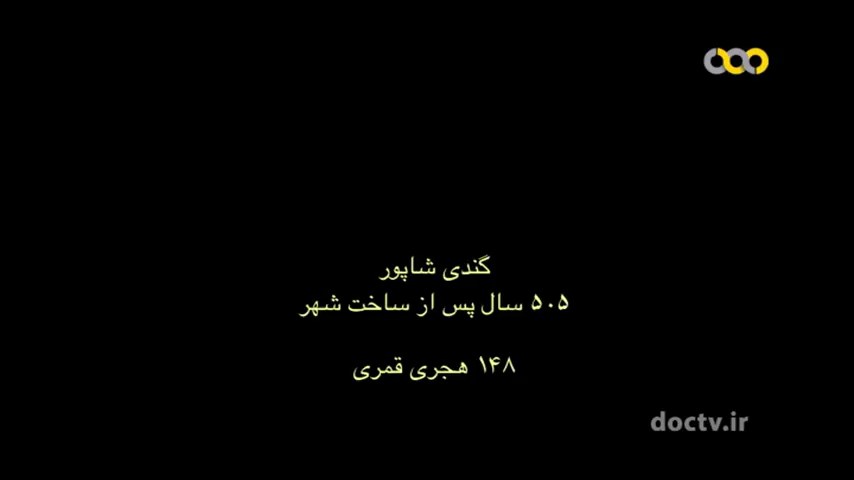 گندی شاپور
۵۰۵ سال پس از ساخت شهر
۱۴۸ هجری قمری
doctv.ir